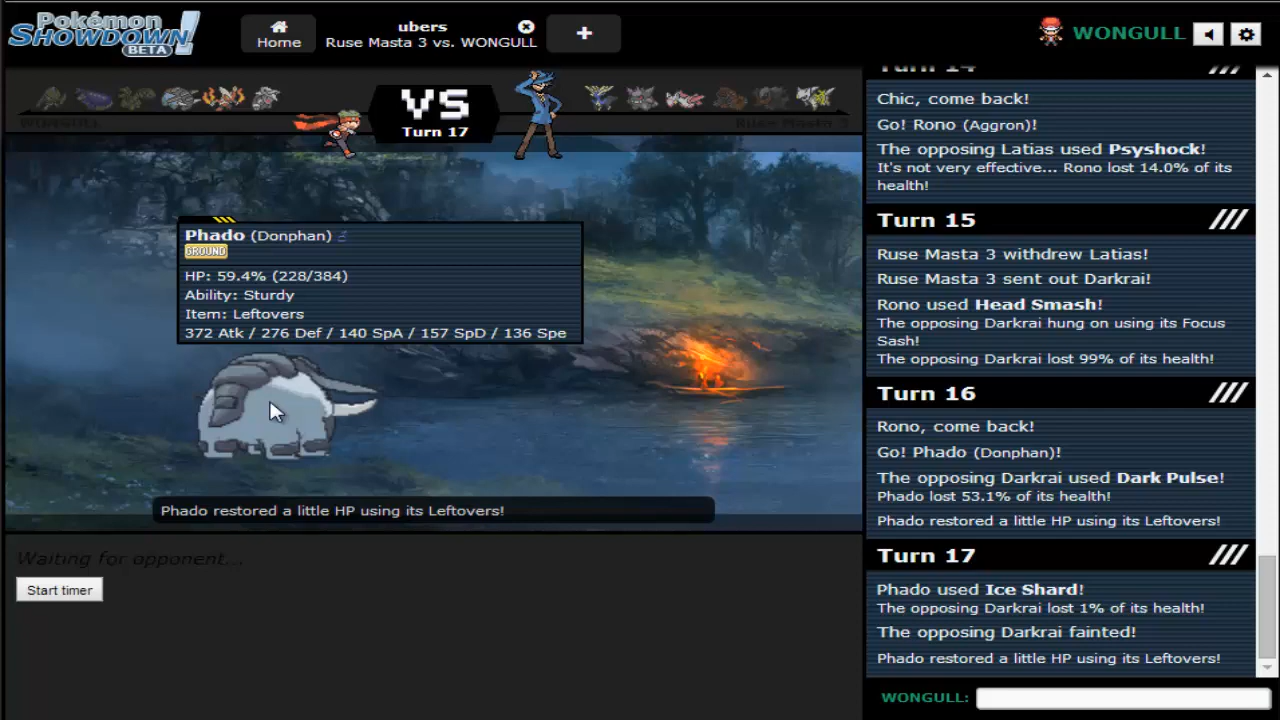 Pokémon
SHOWDOWN!
BETA
Home
ubers
Ruse Masta 3 vs. WONGULL
+
WONGULL
WONGULL
VS
Turn 17
Ruse Masta 3
Phado (Donphan) ♂
GROUND
HP: 59.4% (228/384)
Ability: Sturdy
Item: Leftovers
372 Atk / 276 Def / 140 SpA / 157 SpD / 136 Spe
Phado restored a little HP using its Leftovers!
Waiting for opponent...
Start timer
Turn 14
Chic, come back!
Go! Rono (Aggron)!
The opposing Latias used Psyshock!
It's not very effective... Rono lost 14.0% of its
health!
Turn 15
Ruse Masta 3 withdrew Latias!
Ruse Masta 3 sent out Darkrai!
Rono used Head Smash!
The opposing Darkrai hung on using its Focus
Sash!
The opposing Darkrai lost 99% of its health!
Turn 16
Rono, come back!
Go! Phado (Donphan)!
The opposing Darkrai used Dark Pulse!
Phado lost 53.1% of its health!
Phado restored a little HP using its Leftovers!
Turn 17
Phado used Ice Shard!
The opposing Darkrai lost 1% of its health!
The opposing Darkrai fainted!
Phado restored a little HP using its Leftovers!
WONGULL: